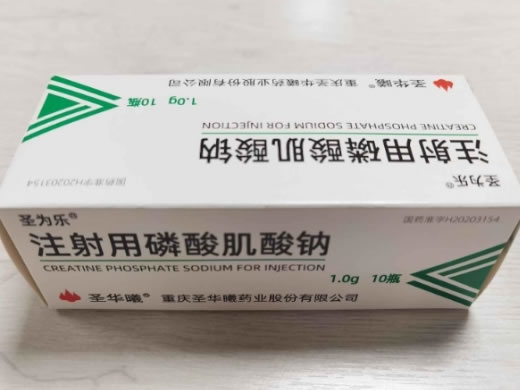 圣华曦®
重庆圣华曦药业股份有限公司
1.0g 10瓶
CREATINE PHOSPHATE SODIUM FOR INJECTION
注射用磷酸肌酸钠
圣为乐®
国药准字H20203154
圣为乐®
国药准字H20203154
注射用磷酸肌酸钠
CREATINE PHOSPHATE SODIUM FOR INJECTION
1.0g 10瓶
圣华曦® 重庆圣华曦药业股份有限公司